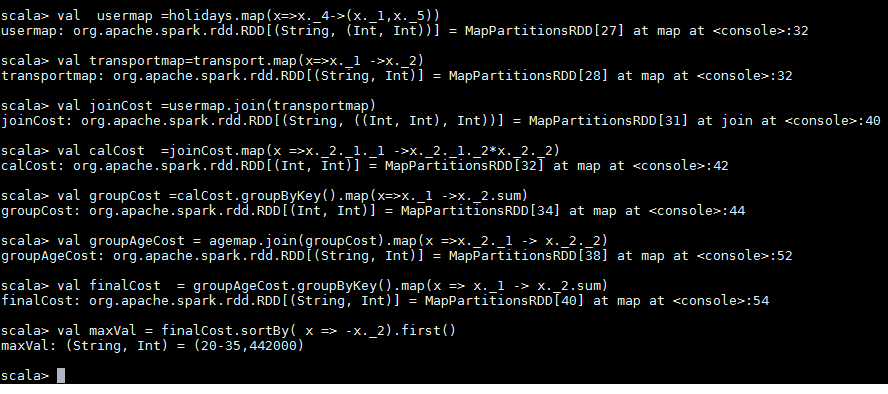 scala> val  usermap =holidays.map(x=>x._4->(x._1,x._5))
usermap: org.apache.spark.rdd.RDD[(String, (Int, Int))] = MapPartitionsRDD[27] at map at <console>:32
scala> val transportmap=transport.map(x=>x._1 ->x._2)
transportmap: org.apache.spark.rdd.RDD[(String, Int)] = MapPartitionsRDD[28] at map at <console>:32
scala> val joinCost =usermap.join(transportmap)
joinCost: org.apache.spark.rdd.RDD[(String, ((Int, Int), Int))] = MapPartitionsRDD[31] at join at <console>:40
scala> val calCost  =joinCost.map(x =>x._2._1._1 ->x._2._1._2*x._2._2)
calCost: org.apache.spark.rdd.RDD[(Int, Int)] = MapPartitionsRDD[32] at map at <console>:42
scala> val groupCost =calCost.groupByKey().map(x=>x._1 ->x._2.sum)
groupCost: org.apache.spark.rdd.RDD[(Int, Int)] = MapPartitionsRDD[34] at map at <console>:44
scala> val groupAgeCost = agemap.join(groupCost).map(x =>x._2._1 -> x._2._2)
groupAgeCost: org.apache.spark.rdd.RDD[(String, Int)] = MapPartitionsRDD[38] at map at <console>:52
scala> val finalCost  = groupAgeCost.groupByKey().map(x => x._1 -> x._2.sum)
finalCost: org.apache.spark.rdd.RDD[(String, Int)] = MapPartitionsRDD[40] at map at <console>:54
scala> val maxVal = finalCost.sortBy( x => -x._2).first()
maxVal: (String, Int) = (20-35,442000)
scala>